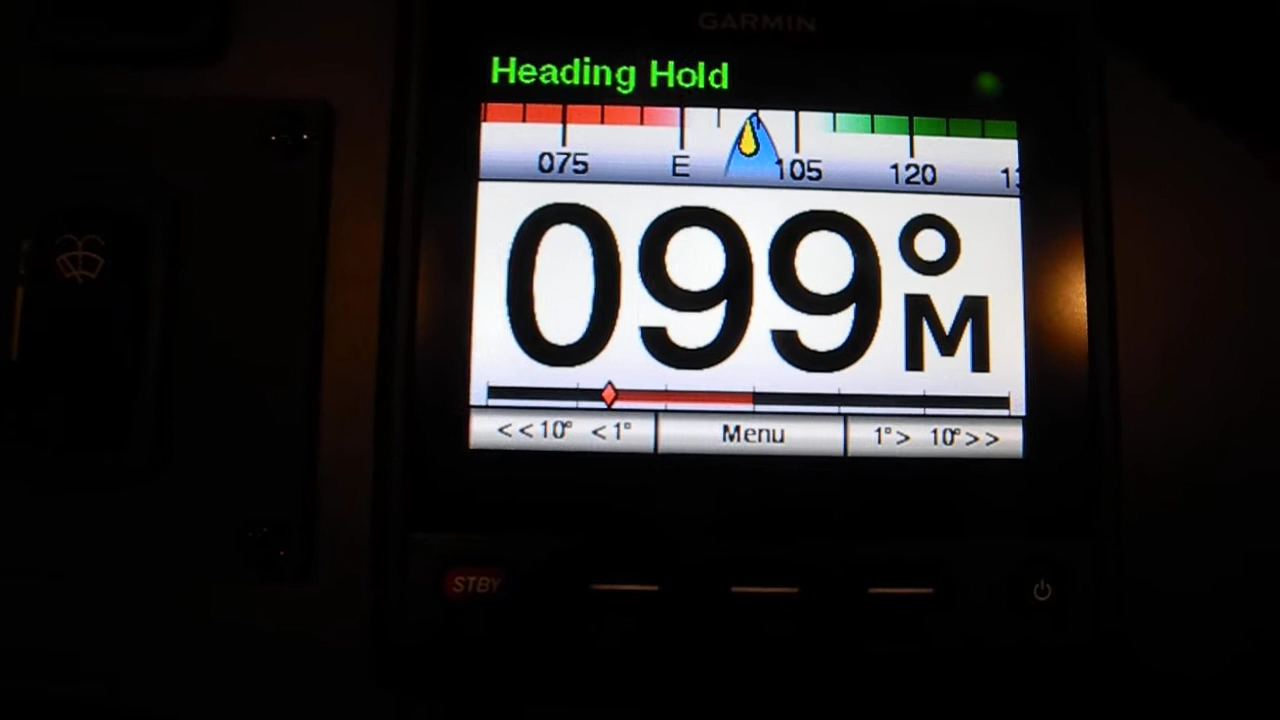 GARMIN
Heading Hold
075 E 105 120
099°M
<<10° <1° Menu 1°> 10°>>
STBY